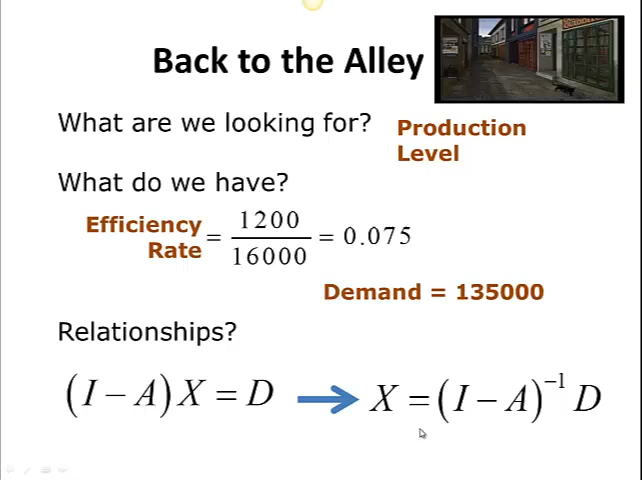 Back to the Alley
What are we looking for?
Production
Level
What do we have?
Efficiency
Rate = 1200 / 16000 = 0.075
Demand = 135000
Relationships?
(I − A) X = D
X = (I − A)⁻¹ D